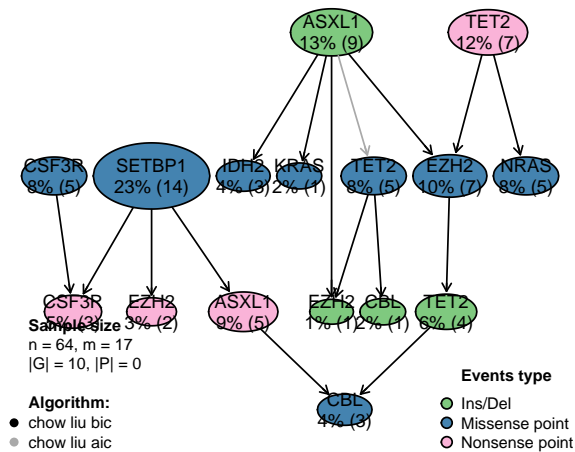 ASXL1
13% (9)
TET2
12% (7)
CSF3R
8% (5)
SETBP1
23% (14)
IDH2
4% (3)
KRAS
2% (1)
TET2
8% (5)
EZH2
10% (7)
NRAS
8% (5)
CSF3R
5% (3)
EZH2
3% (2)
ASXL1
9% (5)
EZH2
1% (1)
CBL
2% (1)
TET2
6% (4)
CBL
4% (3)
Sample size
n = 64, m = 17
|G| = 10, |P| = 0
Algorithm:
chow liu bic
chow liu aic
Events type
Ins/Del
Missense point
Nonsense point